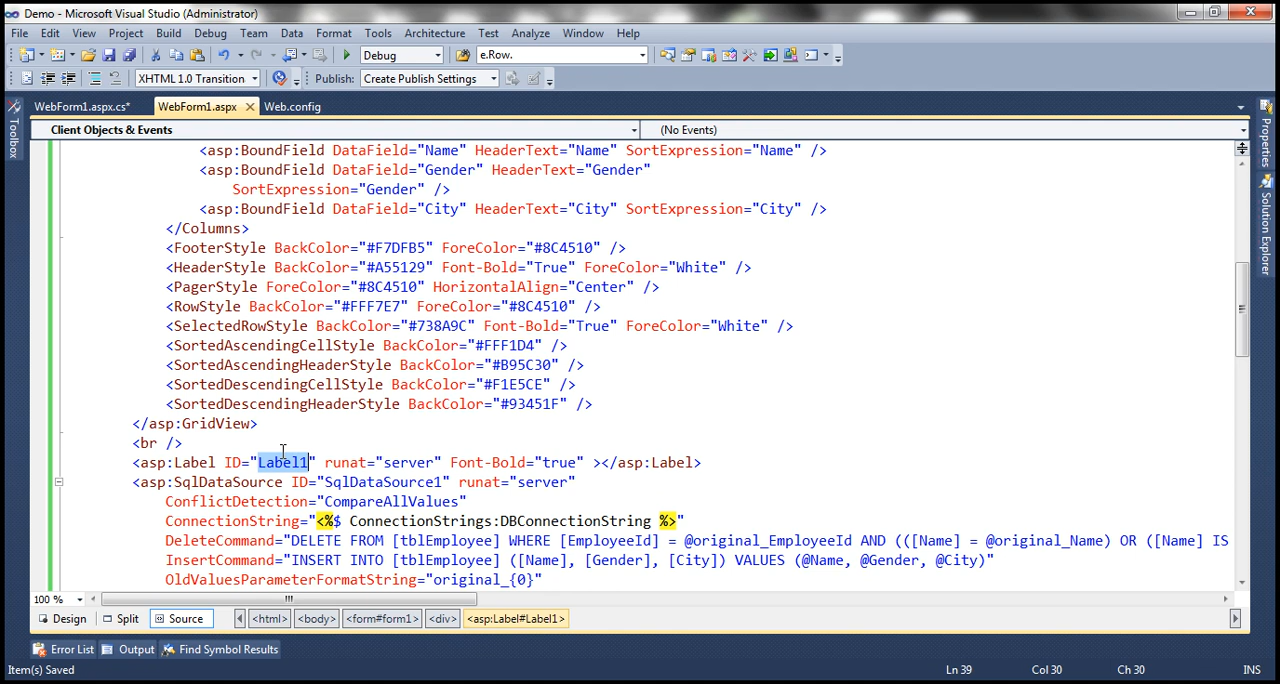 Demo - Microsoft Visual Studio (Administrator)
File Edit View Project Build Debug Team Data Format Tools Architecture Test Analyze Window Help
Debug e.Row.
XHTML 1.0 Transition Publish: Create Publish Settings
WebForm1.aspx.cs* WebForm1.aspx Web.config
Client Objects & Events (No Events)
Toolbox
Properties
Solution Explorer
<asp:BoundField DataField="Name" HeaderText="Name" SortExpression="Name" />
<asp:BoundField DataField="Gender" HeaderText="Gender"
SortExpression="Gender" />
<asp:BoundField DataField="City" HeaderText="City" SortExpression="City" />
</Columns>
<FooterStyle BackColor="#F7DFB5" ForeColor="#8C4510" />
<HeaderStyle BackColor="#A55129" Font-Bold="True" ForeColor="White" />
<PagerStyle ForeColor="#8C4510" HorizontalAlign="Center" />
<RowStyle BackColor="#FFF7E7" ForeColor="#8C4510" />
<SelectedRowStyle BackColor="#738A9C" Font-Bold="True" ForeColor="White" />
<SortedAscendingCellStyle BackColor="#FFF1D4" />
<SortedAscendingHeaderStyle BackColor="#B95C30" />
<SortedDescendingCellStyle BackColor="#F1E5CE" />
<SortedDescendingHeaderStyle BackColor="#93451F" />
</asp:GridView>
<br />
<asp:Label ID="Label1" runat="server" Font-Bold="true" ></asp:Label>
<asp:SqlDataSource ID="SqlDataSource1" runat="server"
ConflictDetection="CompareAllValues"
ConnectionString="<%$ ConnectionStrings:DBConnectionString %>"
DeleteCommand="DELETE FROM [tblEmployee] WHERE [EmployeeId] = @original_EmployeeId AND (([Name] = @original_Name) OR ([Name] IS
InsertCommand="INSERT INTO [tblEmployee] ([Name], [Gender], [City]) VALUES (@Name, @Gender, @City)"
OldValuesParameterFormatString="original_{0}"
100 %
Design Split Source <html> <body> <form#form1> <div> <asp:Label#Label1>
Error List Output Find Symbol Results
Item(s) Saved Ln 39 Col 30 Ch 30 INS